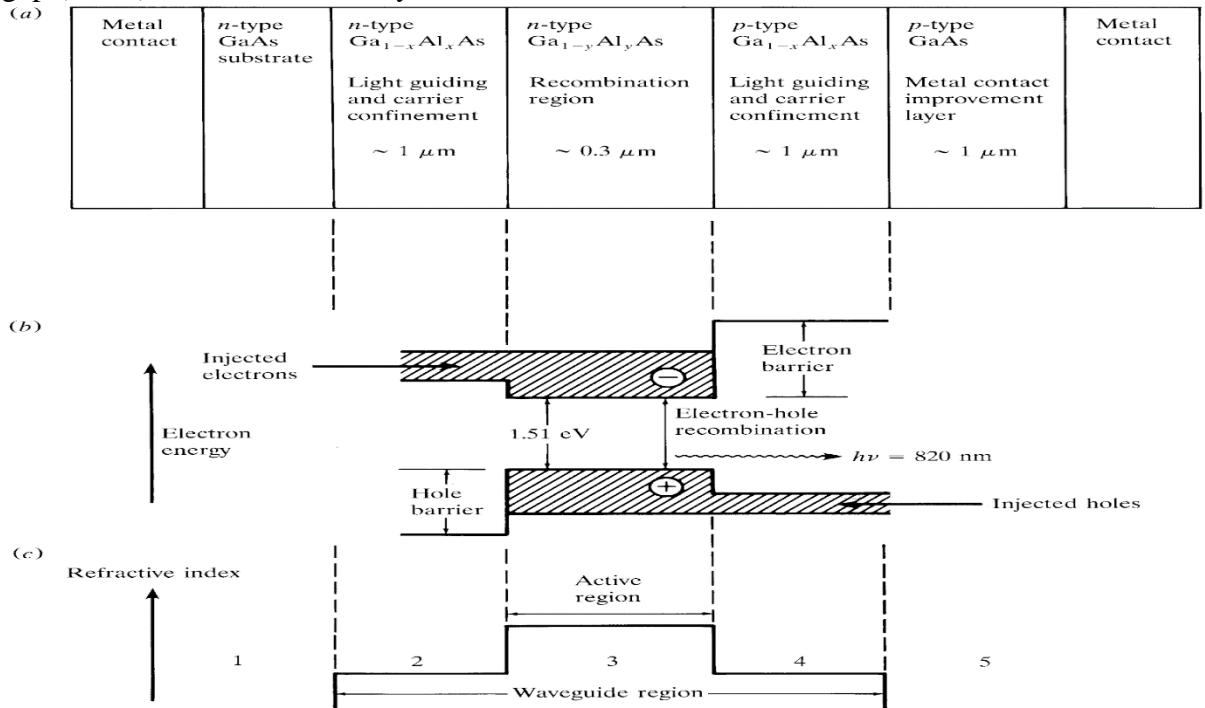 (a)
Metal contact
n-type GaAs substrate
n-type Ga₁₋ₓAlₓAs
Light guiding and carrier confinement
~ 1 μm
n-type Ga₁₋yAlyAs
Recombination region
~ 0.3 μm
p-type Ga₁₋ₓAlₓAs
Light guiding and carrier confinement
~ 1 μm
p-type GaAs
Metal contact improvement layer
~ 1 μm
Metal contact
(b)
Injected electrons
Electron energy
Electron barrier
1.51 eV
Electron-hole recombination
hν = 820 nm
Hole barrier
Injected holes
(c)
Refractive index
Active region
1
2
3
4
5
Waveguide region